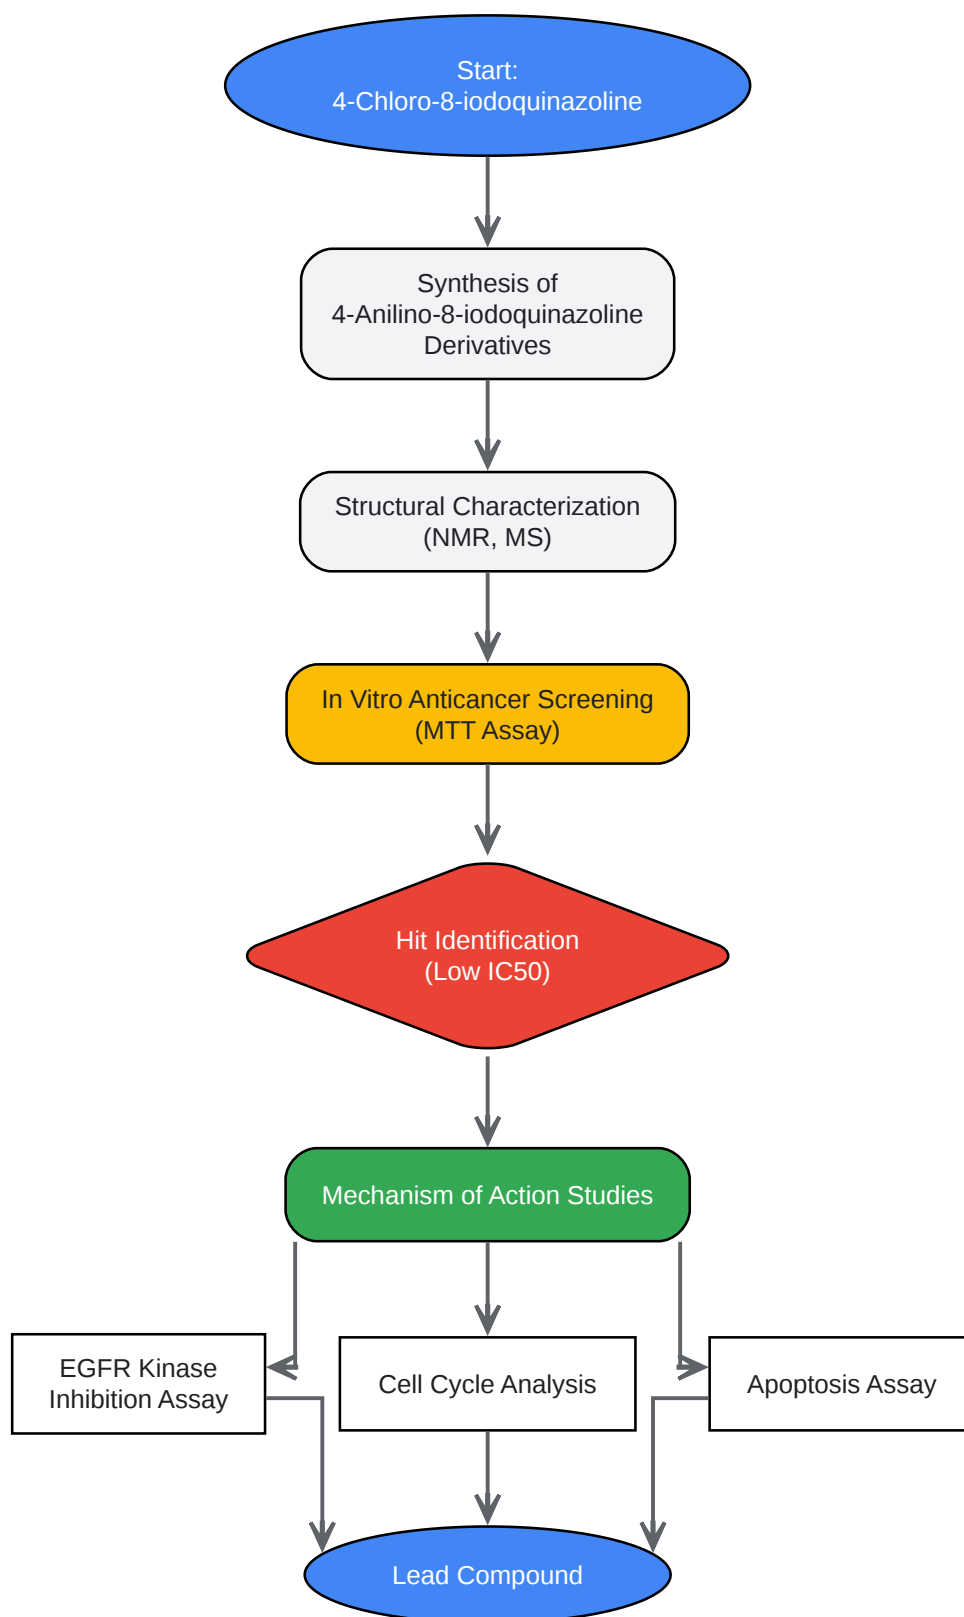 Start:
4-Chloro-8-iodoquinazoline
Synthesis of
4-Anilino-8-iodoquinazoline
Derivatives
Structural Characterization
(NMR, MS)
In Vitro Anticancer Screening
(MTT Assay)
Hit Identification
(Low IC50)
Mechanism of Action Studies
EGFR Kinase
Inhibition Assay
Cell Cycle Analysis
Apoptosis Assay
Lead Compound